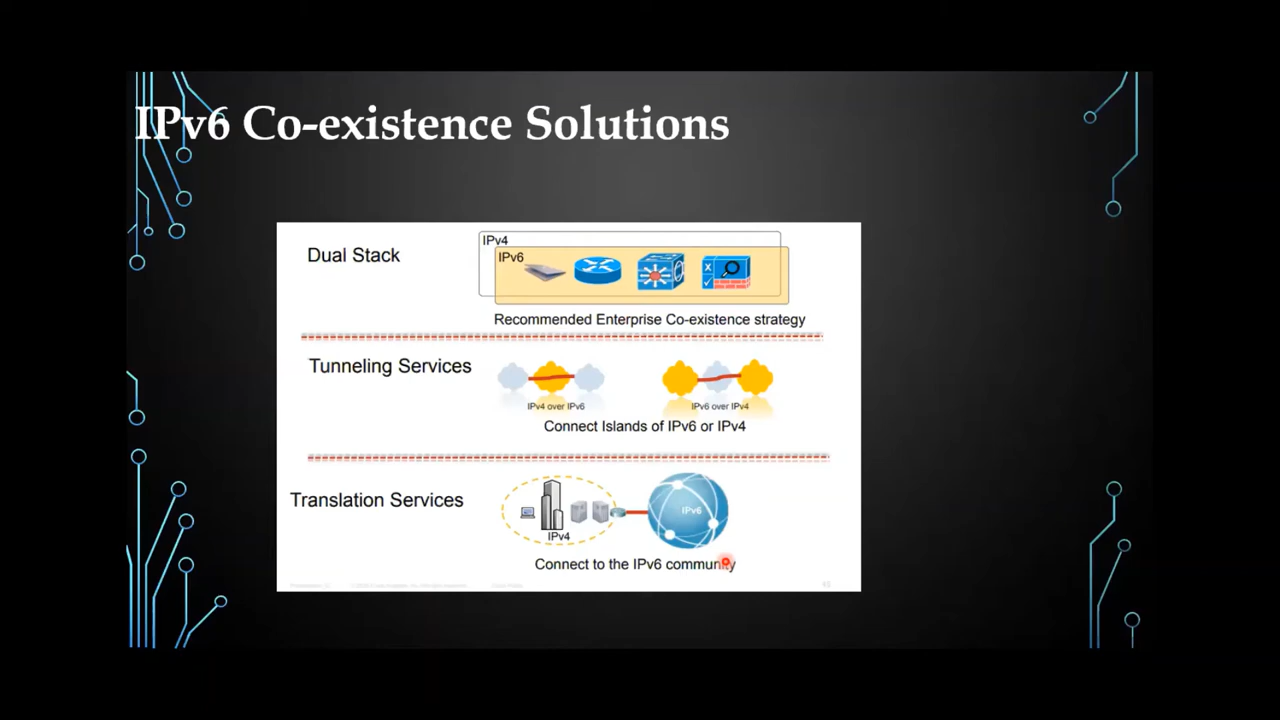 IPv6 Co-existence Solutions
Dual Stack
IPv4
IPv6
Recommended Enterprise Co-existence strategy
Tunneling Services
IPv4 over IPv6
IPv6 over IPv4
Connect Islands of IPv6 or IPv4
Translation Services
IPv4
IPv6
Connect to the IPv6 community